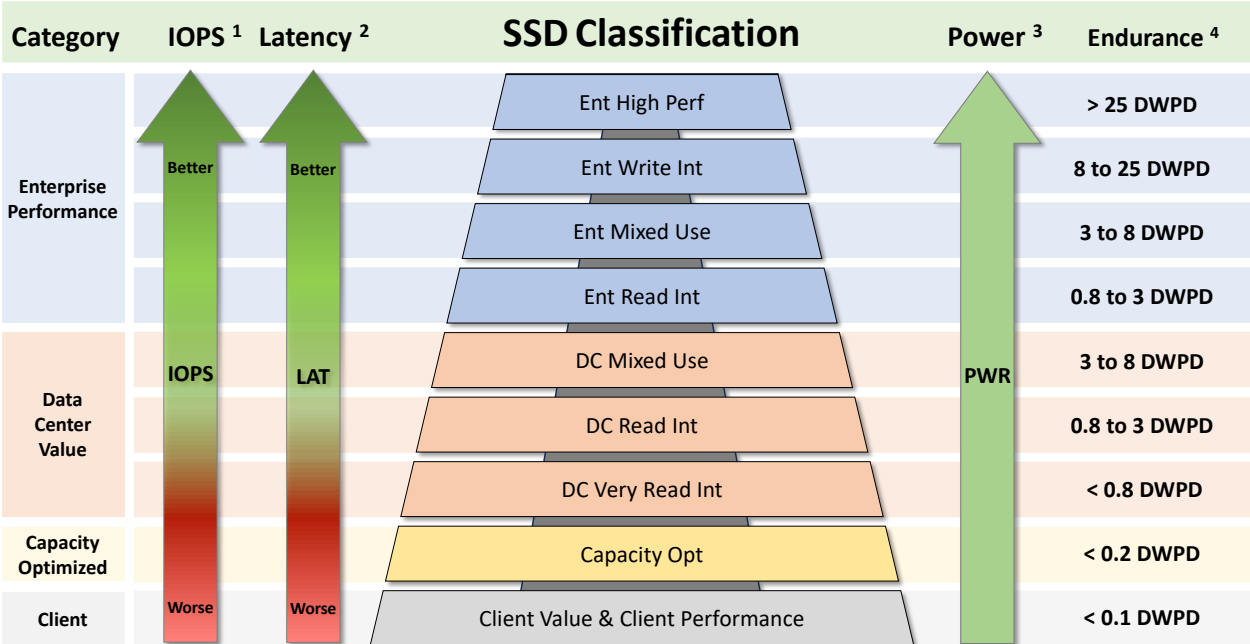 Category IOPS 1 Latency 2 SSD Classification Power 3 Endurance 4
Ent High Perf > 25 DWPD
Better Better Ent Write Int 8 to 25 DWPD
Enterprise
Performance
Ent Mixed Use 3 to 8 DWPD
Ent Read Int 0.8 to 3 DWPD
IOPS LAT DC Mixed Use PWR 3 to 8 DWPD
Data
Center
Value
DC Read Int 0.8 to 3 DWPD
DC Very Read Int < 0.8 DWPD
Capacity
Optimized
Capacity Opt < 0.2 DWPD
Client Worse Worse Client Value & Client Performance < 0.1 DWPD